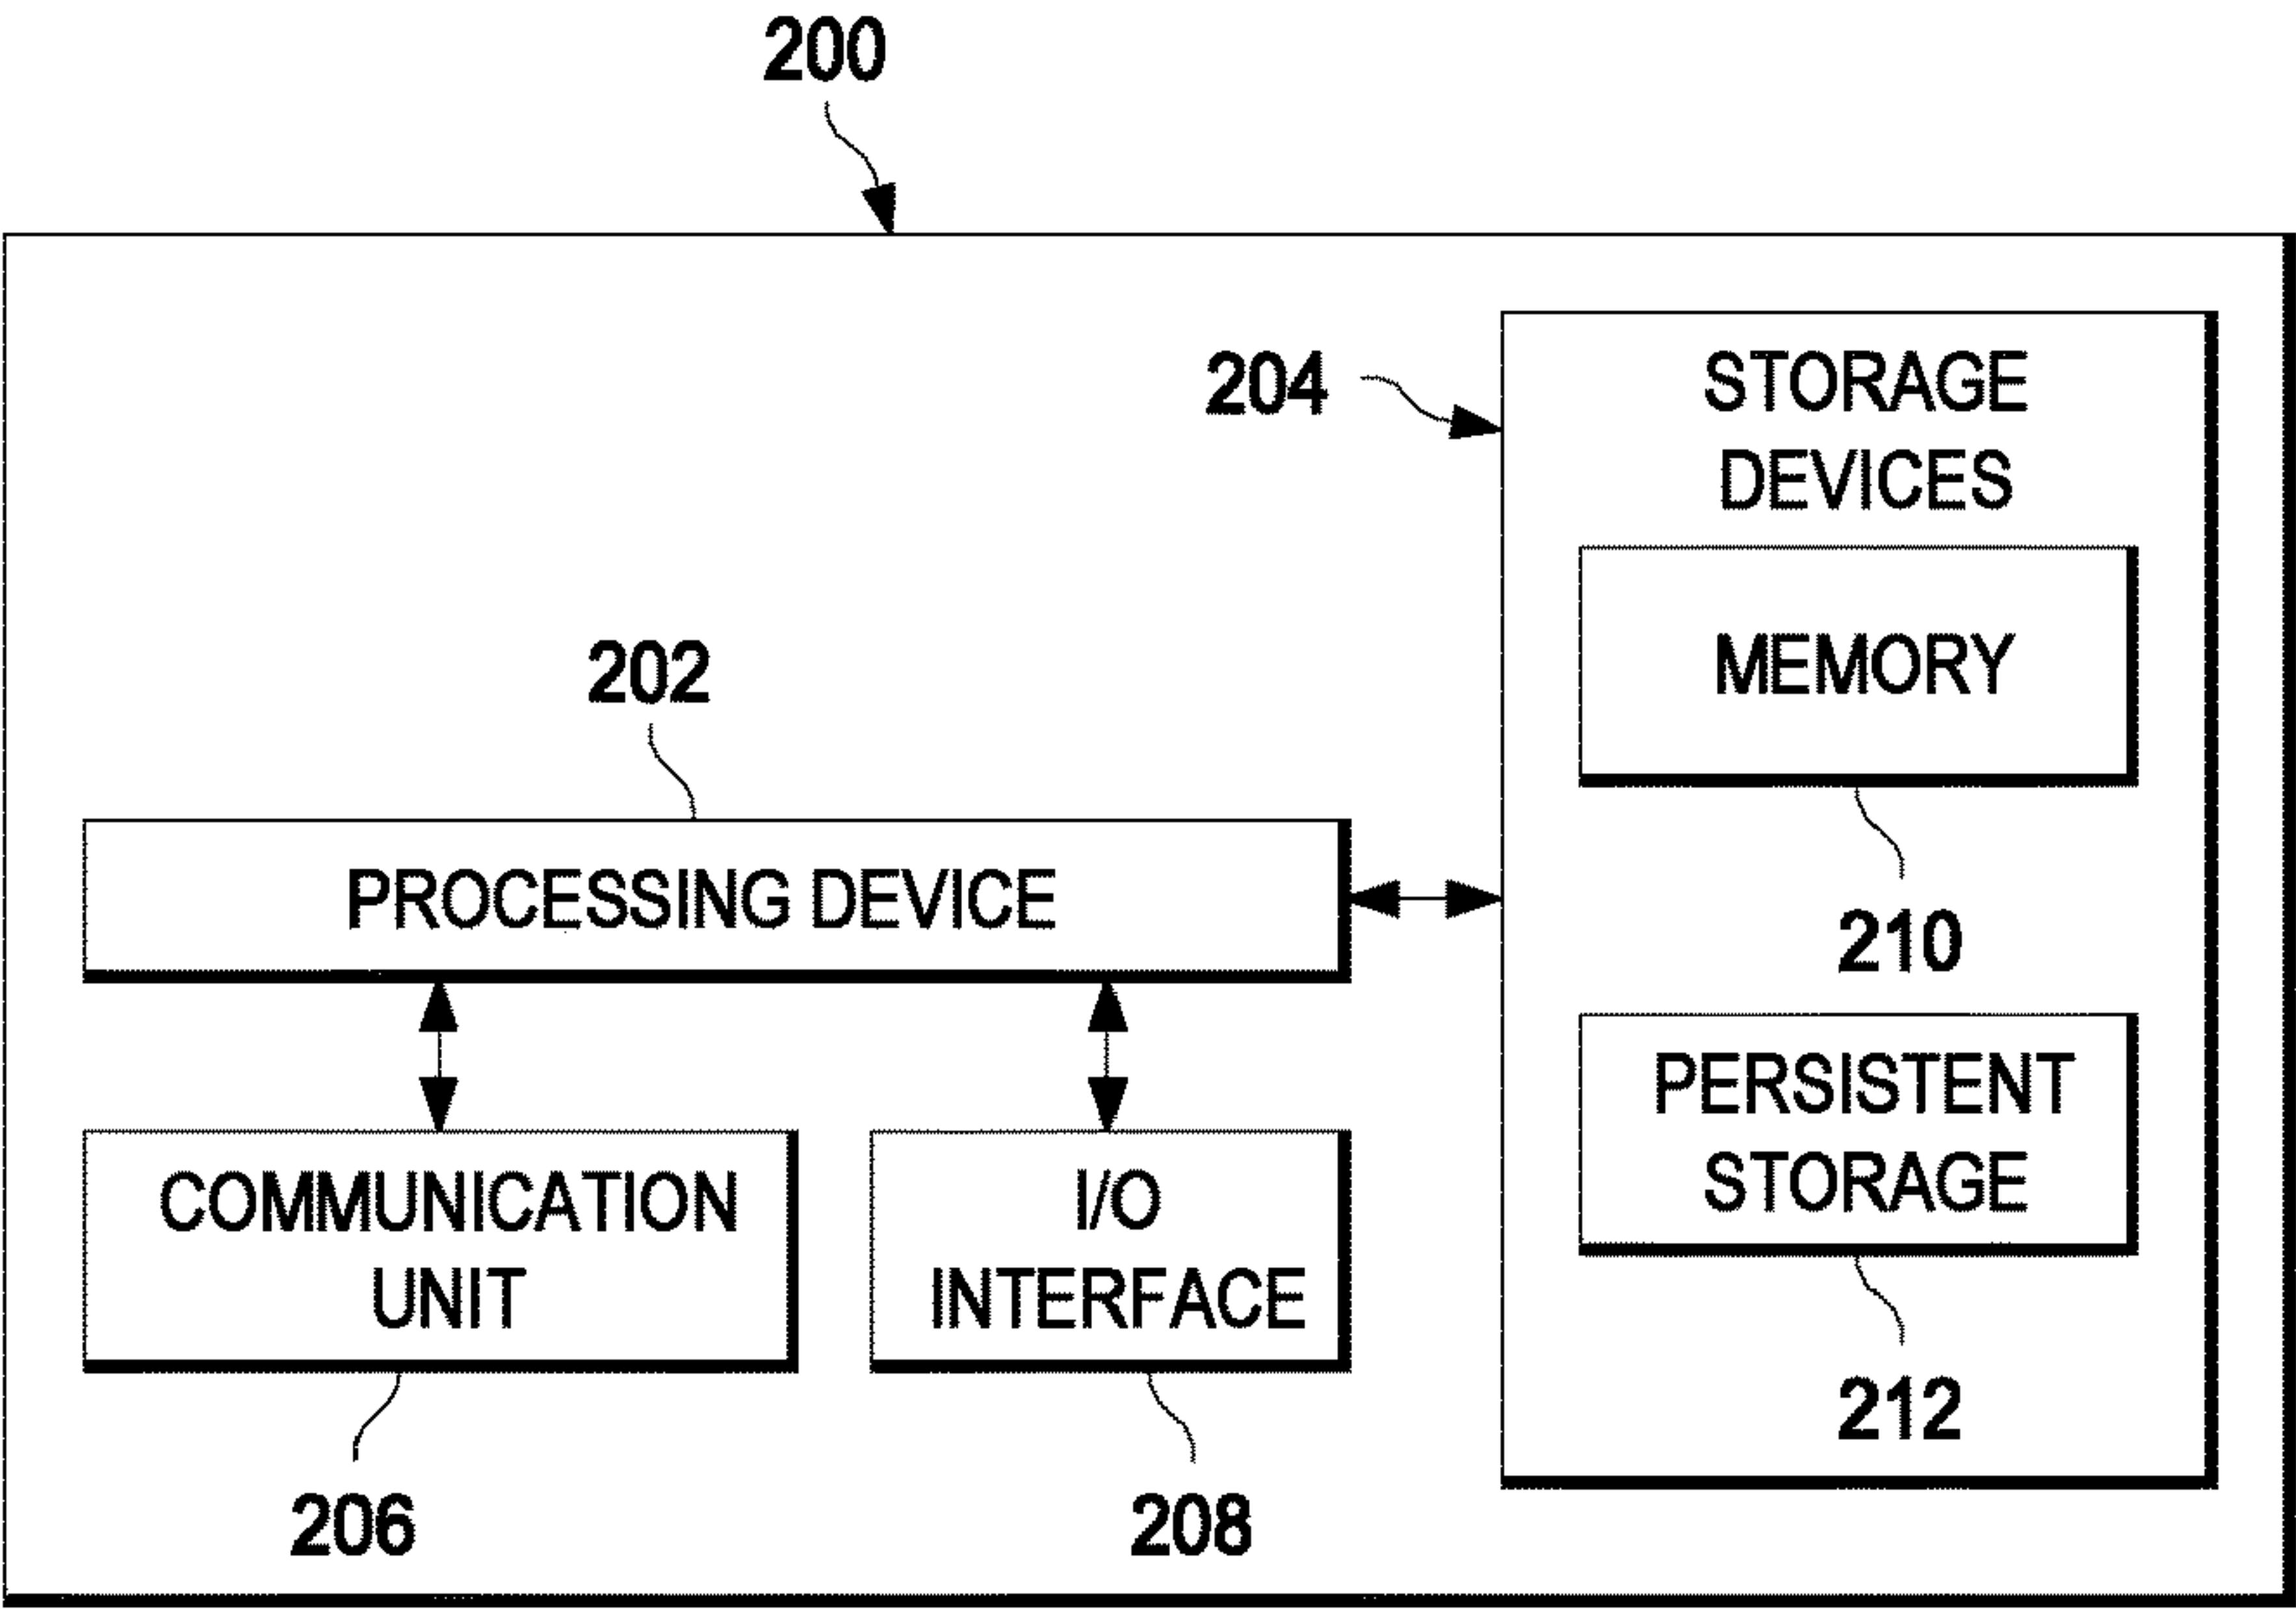 200
204
STORAGE
DEVICES
MEMORY
202
PROCESSING DEVICE
210
PERSISTENT
STORAGE
COMMUNICATION
UNIT
I/O
INTERFACE
212
206
208